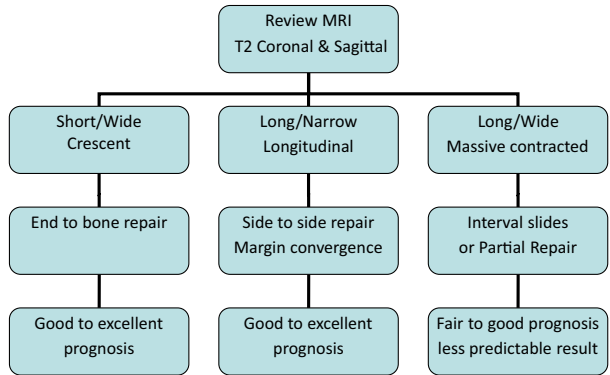 Review MRI
T2 Coronal & Sagittal
Short/Wide
Crescent
Long/Narrow
Longitudinal
Long/Wide
Massive contracted
End to bone repair
Side to side repair
Margin convergence
Interval slides
or Partial Repair
Good to excellent
prognosis
Good to excellent
prognosis
Fair to good prognosis
less predictable result